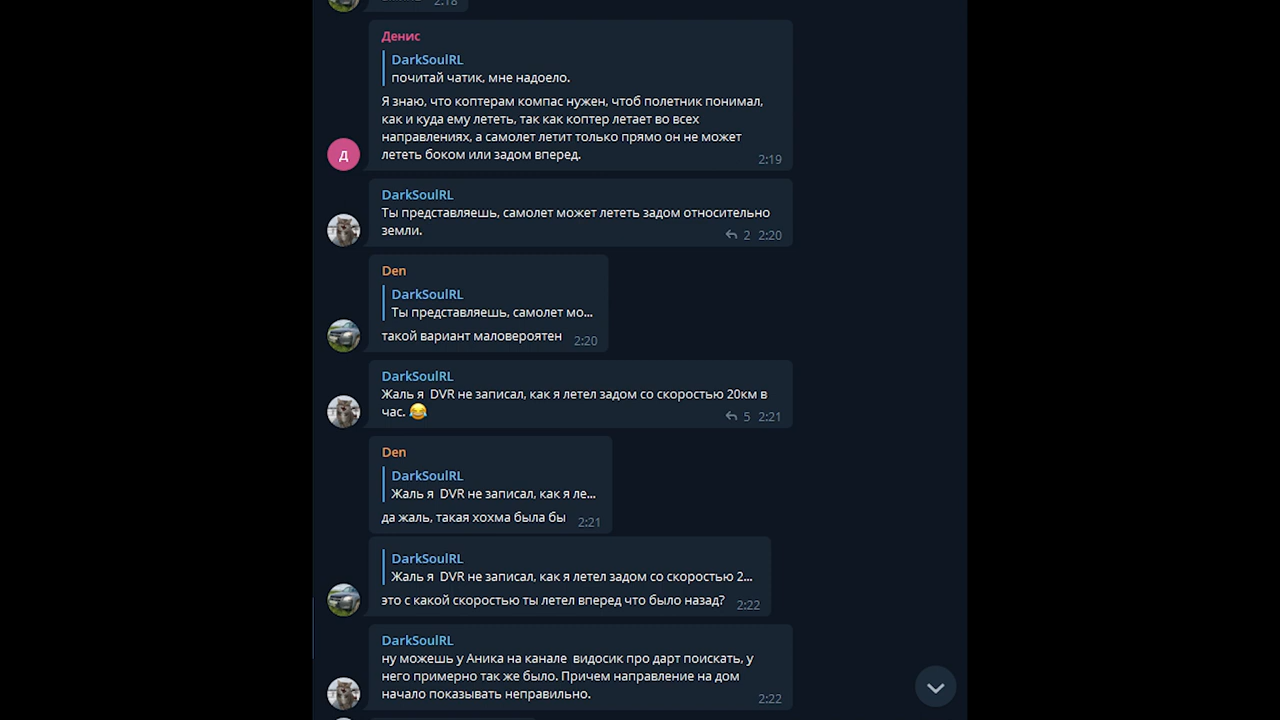 2:18
Денис
DarkSoulRL
почитай чатик, мне надоело.
Я знаю, что коптерам компас нужен, чтоб полетник понимал,
как и куда ему лететь, так как коптер летает во всех
направлениях, а самолет летит только прямо он не может
лететь боком или задом вперед.
Д
2:19
DarkSoulRL
Ты представляешь, самолет может лететь задом относительно
земли.
2 2:20
Den
DarkSoulRL
Ты представляешь, самолет мо...
такой вариант маловероятен 2:20
DarkSoulRL
Жаль я DVR не записал, как я летел задом со скоростью 20км в
час. 😂
5 2:21
Den
DarkSoulRL
Жаль я DVR не записал, как я ле...
да жаль, такая хохма была бы 2:21
DarkSoulRL
Жаль я DVR не записал, как я летел задом со скоростью 2...
это с какой скоростью ты летел вперед что было назад? 2:22
DarkSoulRL
ну можешь у Аника на канале видосик про дарт поискать, у
него примерно так же было. Причем направление на дом
начало показывать неправильно. 2:22